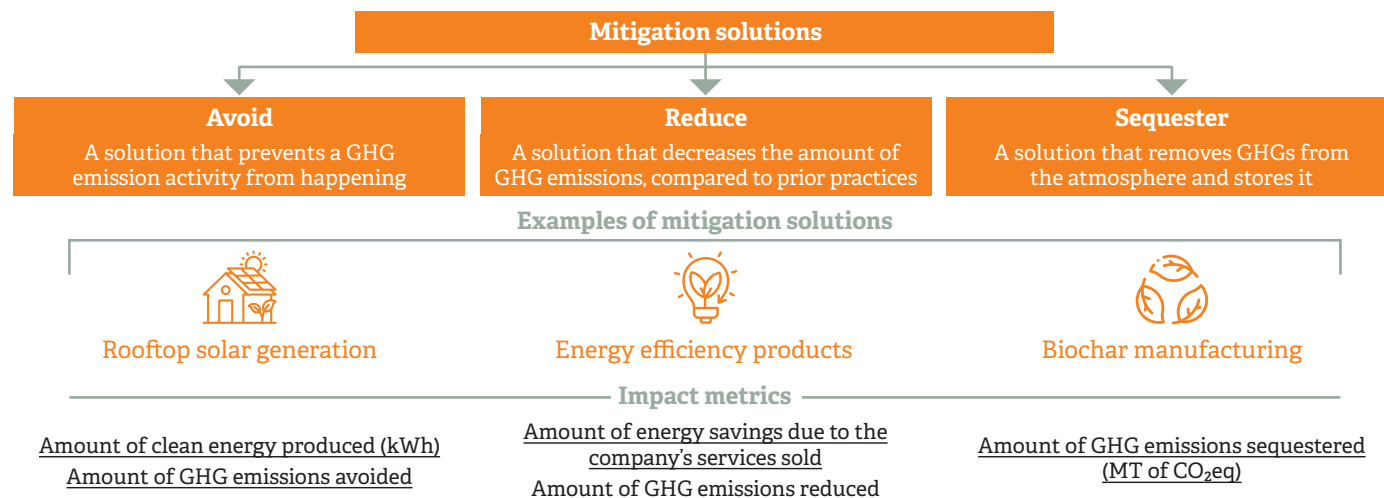 Mitigation solutions
Avoid
A solution that prevents a GHG
emission activity from happening
Reduce
A solution that decreases the amount of
GHG emissions, compared to prior practices
Sequester
A solution that removes GHGs from
the atmosphere and stores it
Examples of mitigation solutions
Rooftop solar generation
Energy efficiency products
Biochar manufacturing
Impact metrics
Amount of clean energy produced (kWh)
Amount of GHG emissions avoided
Amount of energy savings due to the
company's services sold
Amount of GHG emissions reduced
Amount of GHG emissions sequestered
(MT of CO₂eq)